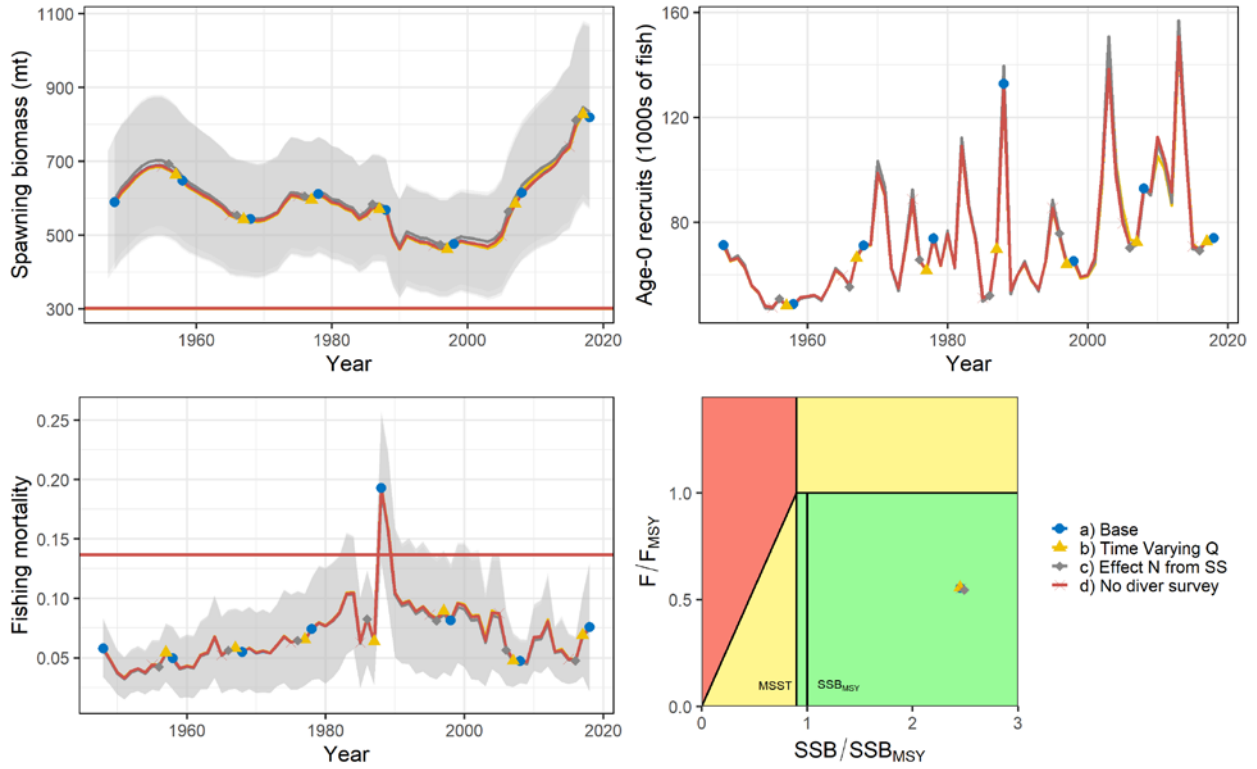 Spawning biomass (mt)
1100
900
700
500
300
1960
1980
2000
2020
Year
Age-0 recruits (1000s of fish)
160
120
80
1960
1980
2000
2020
Year
Fishing mortality
0.25
0.20
0.15
0.10
0.05
1960
1980
2000
2020
Year
F/F_MSY
1.0
0.5
0.0
MSST
SSB_MSY
0
1
2
3
SSB/SSB_MSY
a) Base
b) Time Varying Q
c) Effect N from SS
d) No diver survey